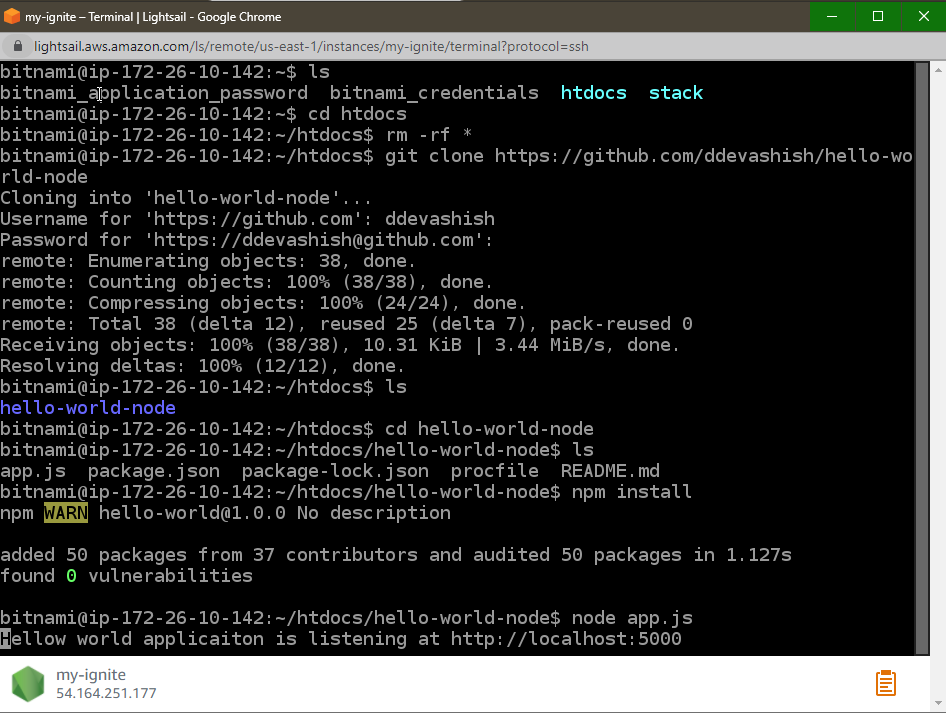 my-ignite – Terminal | Lightsail - Google Chrome
lightsail.aws.amazon.com/ls/remote/us-east-1/instances/my-ignite/terminal?protocol=ssh
bitnami@ip-172-26-10-142:~$ ls
bitnami_application_password  bitnami_credentials  htdocs  stack
bitnami@ip-172-26-10-142:~$ cd htdocs
bitnami@ip-172-26-10-142:~/htdocs$ rm -rf *
bitnami@ip-172-26-10-142:~/htdocs$ git clone https://github.com/ddevashish/hello-wo
rld-node
Cloning into 'hello-world-node'...
Username for 'https://github.com': ddevashish
Password for 'https://ddevashish@github.com':
remote: Enumerating objects: 38, done.
remote: Counting objects: 100% (38/38), done.
remote: Compressing objects: 100% (24/24), done.
remote: Total 38 (delta 12), reused 25 (delta 7), pack-reused 0
Receiving objects: 100% (38/38), 10.31 KiB | 3.44 MiB/s, done.
Resolving deltas: 100% (12/12), done.
bitnami@ip-172-26-10-142:~/htdocs$ ls
hello-world-node
bitnami@ip-172-26-10-142:~/htdocs$ cd hello-world-node
bitnami@ip-172-26-10-142:~/htdocs/hello-world-node$ ls
app.js  package.json  package-lock.json  procfile  README.md
bitnami@ip-172-26-10-142:~/htdocs/hello-world-node$ npm install
npm WARN hello-world@1.0.0 No description
added 50 packages from 37 contributors and audited 50 packages in 1.127s
found 0 vulnerabilities
bitnami@ip-172-26-10-142:~/htdocs/hello-world-node$ node app.js
Hellow world applicaiton is listening at http://localhost:5000
my-ignite
54.164.251.177